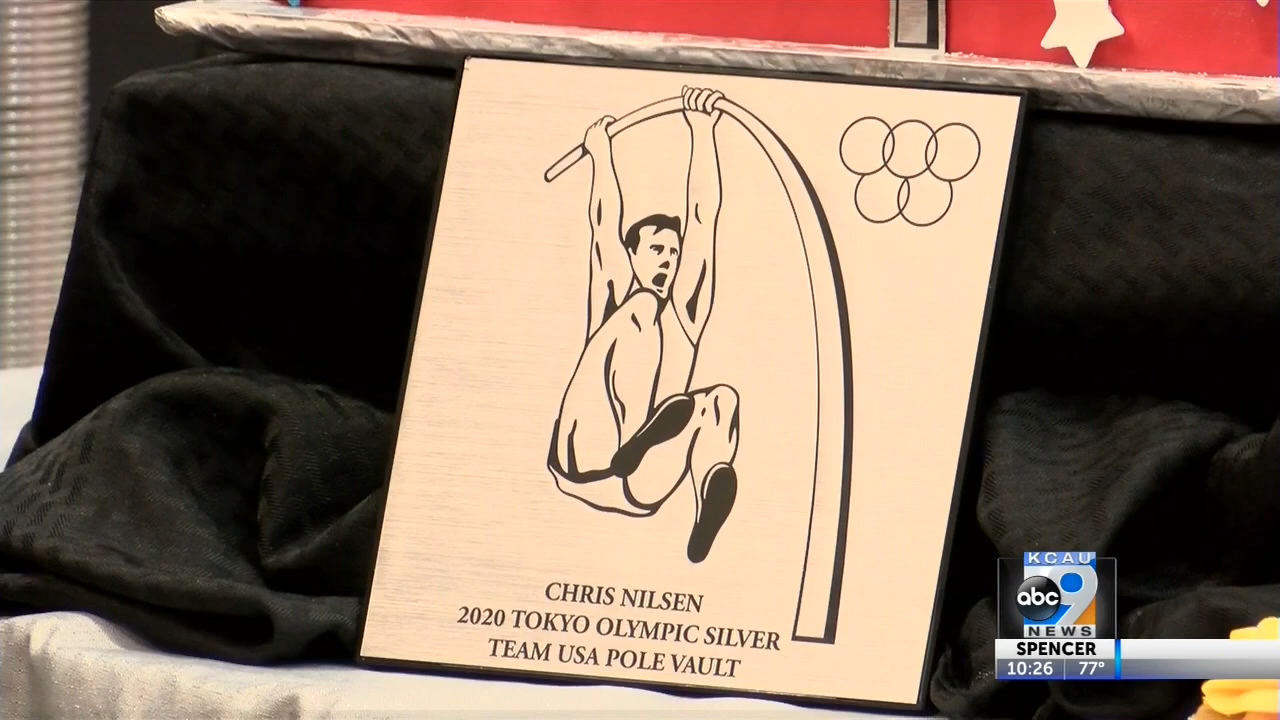 CHRIS NILSEN
2020 TOKYO OLYMPIC SILVER
TEAM USA POLE VAULT
KCAU
abc 9
NEWS
SPENCER
10:26 77°